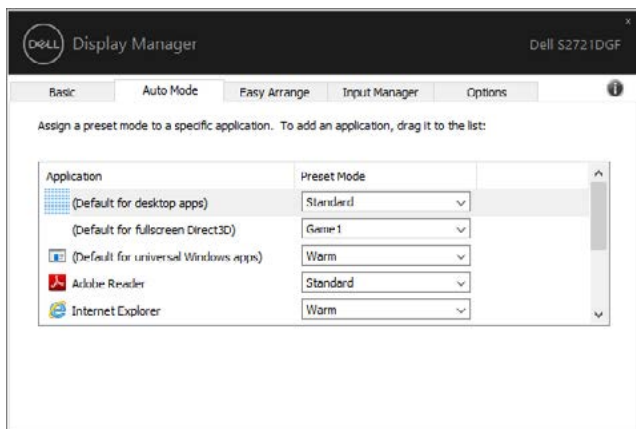 DELL Display Manager Dell S2721DGF
Basic Auto Mode Easy Arrange Input Manager Options
Assign a preset mode to a specific application. To add an application, drag it to the list:
Application Preset Mode
(Default for desktop apps) Standard
(Default for fullscreen Direct3D) Game1
(Default for universal Windows apps) Warm
Adobe Reader Standard
Internet Explorer Warm